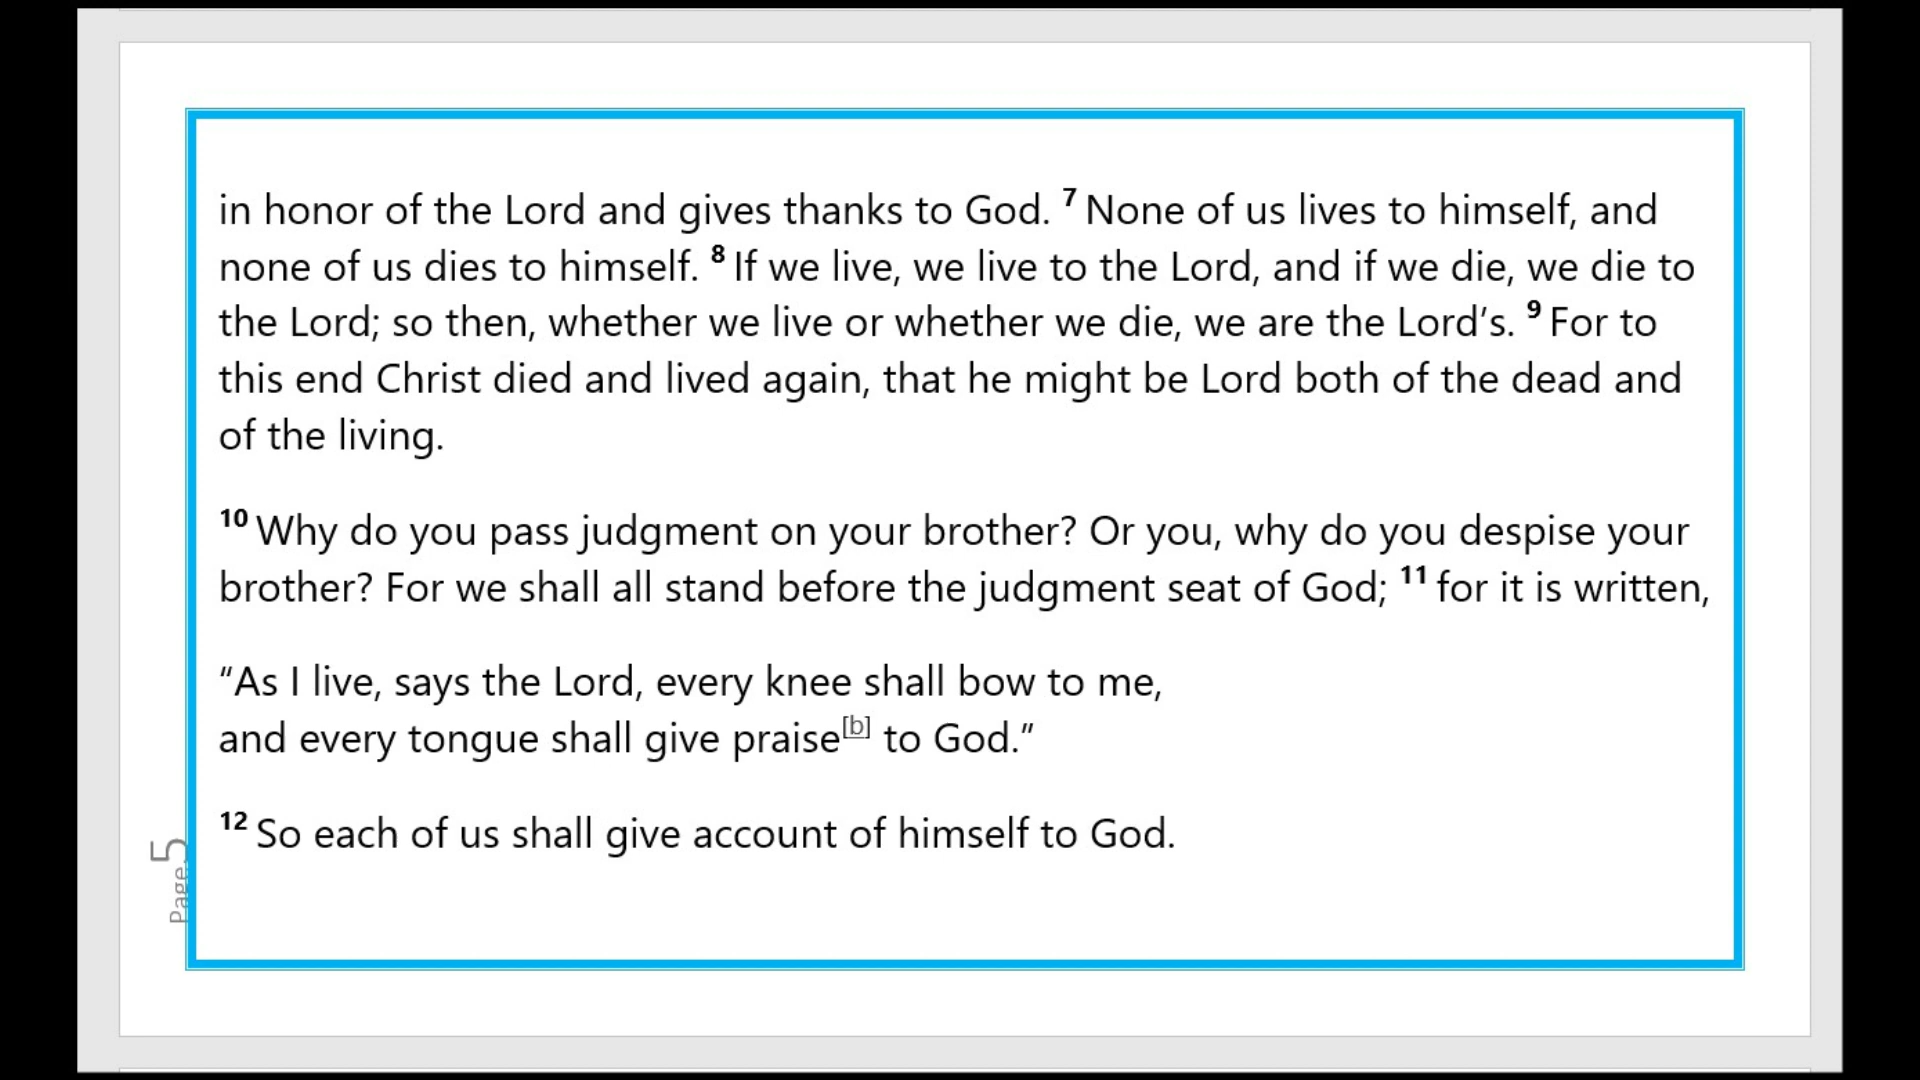 in honor of the Lord and gives thanks to God. 7 None of us lives to himself, and
none of us dies to himself. 8 If we live, we live to the Lord, and if we die, we die to
the Lord; so then, whether we live or whether we die, we are the Lord’s. 9 For to
this end Christ died and lived again, that he might be Lord both of the dead and
of the living.
10 Why do you pass judgment on your brother? Or you, why do you despise your
brother? For we shall all stand before the judgment seat of God; 11 for it is written,
“As I live, says the Lord, every knee shall bow to me,
and every tongue shall give praise[b] to God.”
12 So each of us shall give account of himself to God.
Page 5